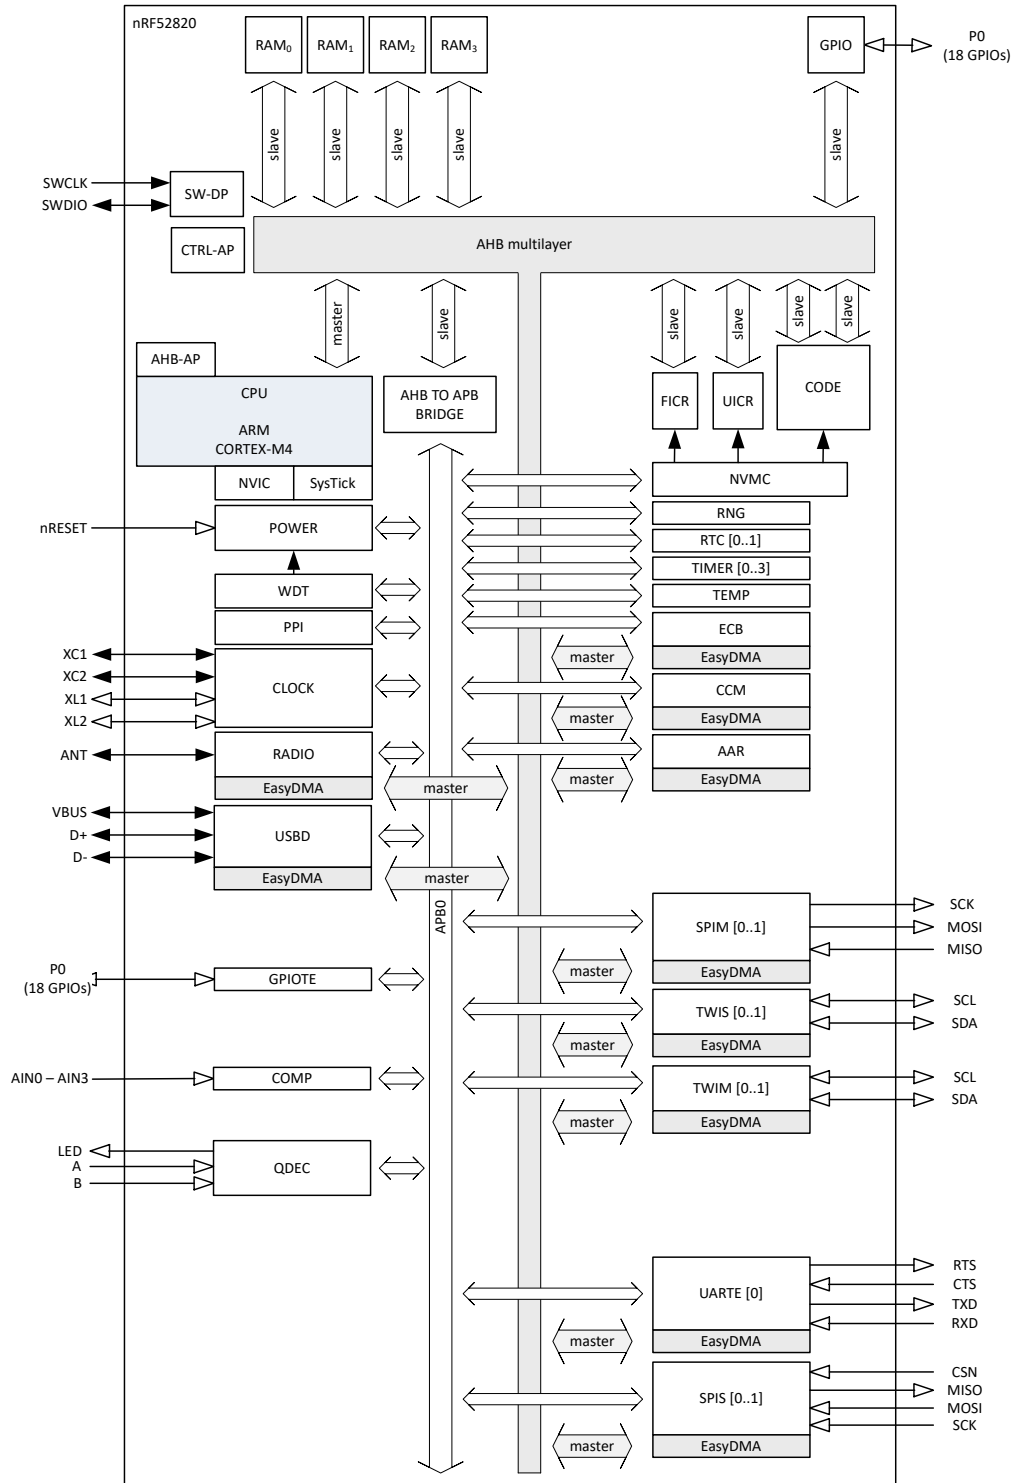 nRF52820
RAM0
RAM1
RAM2
RAM3
GPIO
P0
(18 GPIOs)
slave
slave
slave
slave
slave
SWCLK
SWDIO
SW-DP
CTRL-AP
AHB multilayer
master
slave
slave
slave
slave
slave
AHB-AP
CPU
ARM
CORTEX-M4
NVIC
SysTick
AHB TO APB
BRIDGE
FICR
UICR
CODE
NVMC
nRESET
POWER
RNG
RTC [0..1]
TIMER [0..3]
WDT
TEMP
PPI
ECB
master
EasyDMA
XC1
XC2
XL1
XL2
CLOCK
CCM
master
EasyDMA
ANT
RADIO
EasyDMA
master
AAR
master
EasyDMA
VBUS
D+
D-
USBD
EasyDMA
master
APB0
SPIM [0..1]
master
EasyDMA
SCK
MOSI
MISO
P0
(18 GPIOs)
GPIOTE
TWIS [0..1]
master
EasyDMA
SCL
SDA
AIN0 – AIN3
COMP
TWIM [0..1]
master
EasyDMA
SCL
SDA
LED
A
B
QDEC
UARTE [0]
master
EasyDMA
RTS
CTS
TXD
RXD
SPIS [0..1]
master
EasyDMA
CSN
MISO
MOSI
SCK